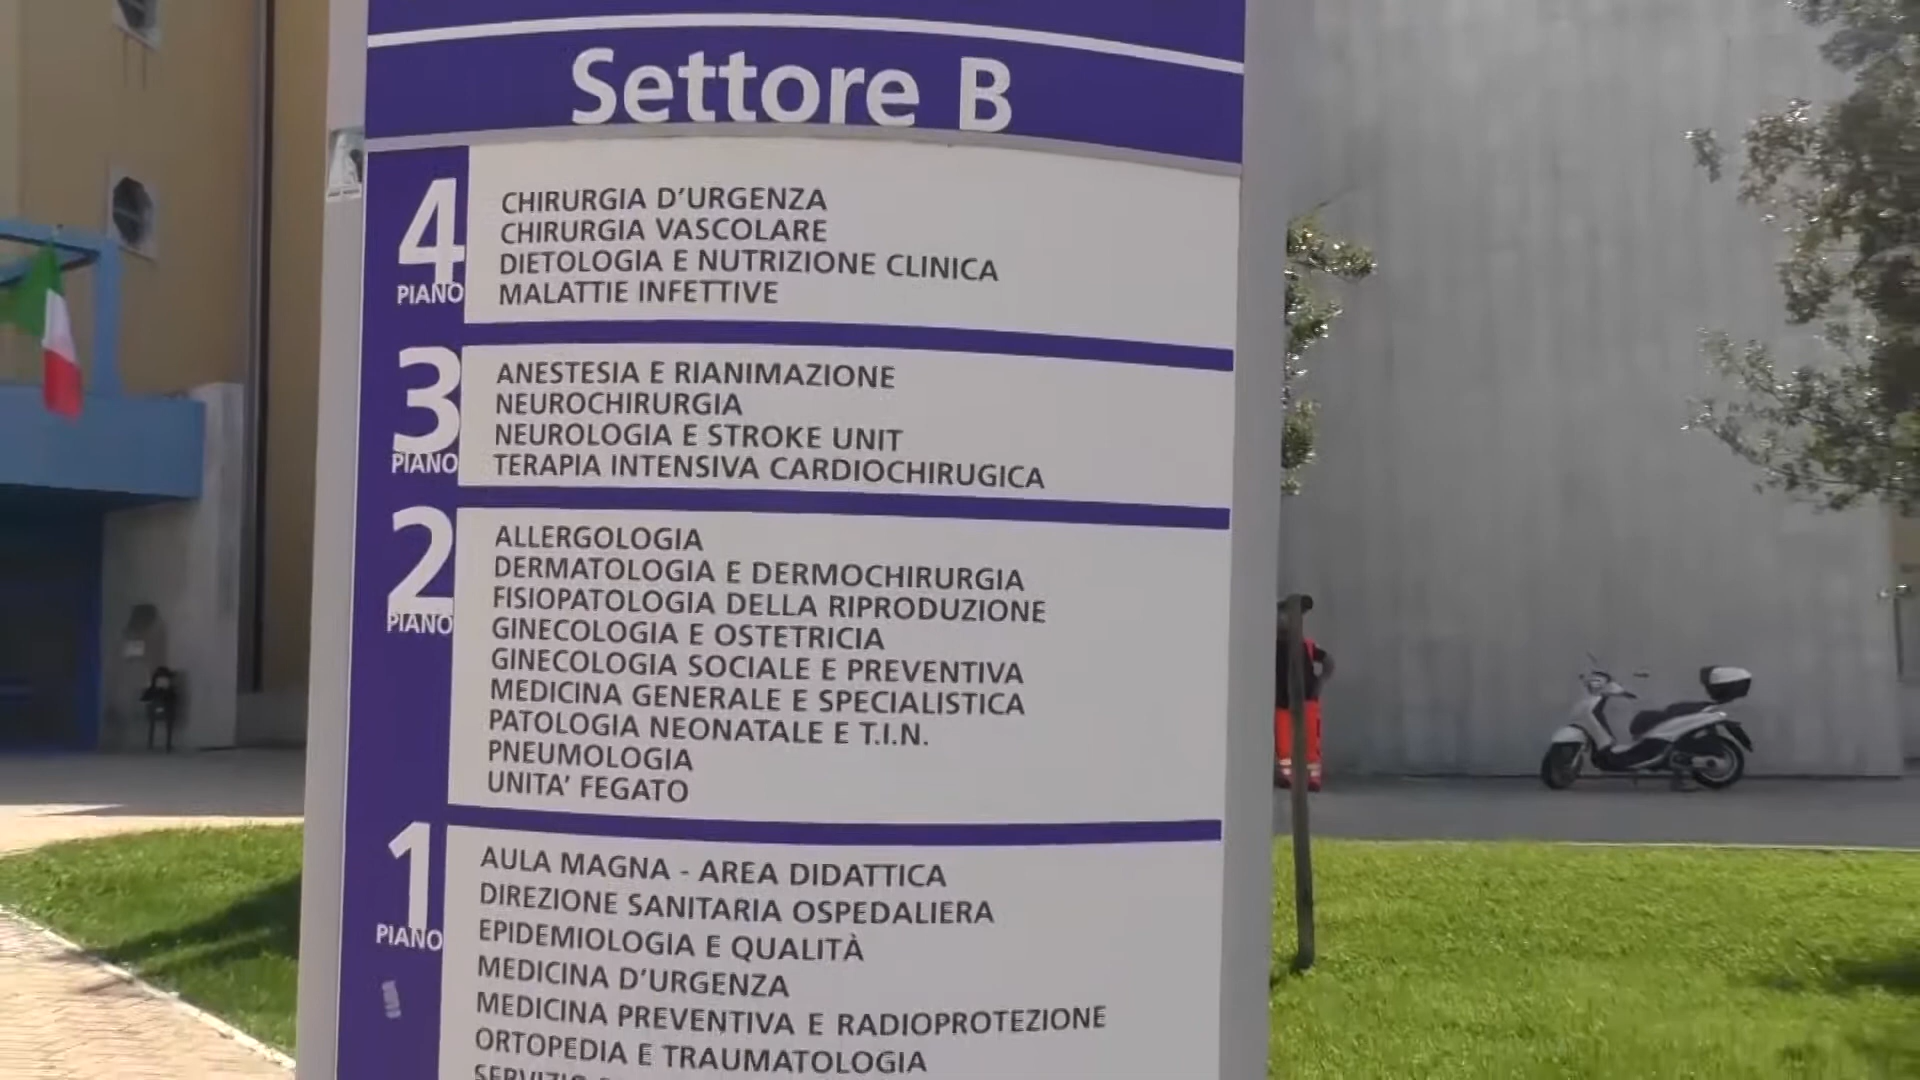 Settore B
4
PIANO
CHIRURGIA D'URGENZA
CHIRURGIA VASCOLARE
DIETOLOGIA E NUTRIZIONE CLINICA
MALATTIE INFETTIVE
3
PIANO
ANESTESIA E RIANIMAZIONE
NEUROCHIRURGIA
NEUROLOGIA E STROKE UNIT
TERAPIA INTENSIVA CARDIOCHIRUGICA
2
PIANO
ALLERGOLOGIA
DERMATOLOGIA E DERMOCHIRURGIA
FISIOPATOLOGIA DELLA RIPRODUZIONE
GINECOLOGIA E OSTETRICIA
GINECOLOGIA SOCIALE E PREVENTIVA
MEDICINA GENERALE E SPECIALISTICA
PATOLOGIA NEONATALE E T.I.N.
PNEUMOLOGIA
UNITA' FEGATO
1
PIANO
AULA MAGNA - AREA DIDATTICA
DIREZIONE SANITARIA OSPEDALIERA
EPIDEMIOLOGIA E QUALITÀ
MEDICINA D'URGENZA
MEDICINA PREVENTIVA E RADIOPROTEZIONE
ORTOPEDIA E TRAUMATOLOGIA